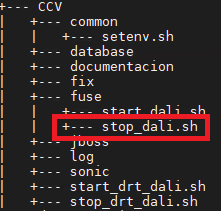 +--- CCV
|   +--- common
|   |   +--- setenv.sh
|   +--- database
|   +--- documentacion
|   +--- fix
|   +--- fuse
|   |   +--- start_dali.sh
|   |   +--- stop_dali.sh
|   +--- jboss
|   +--- log
|   +--- sonic
|   +--- start_drt_dali.sh
|   +--- stop_drt_dali.sh